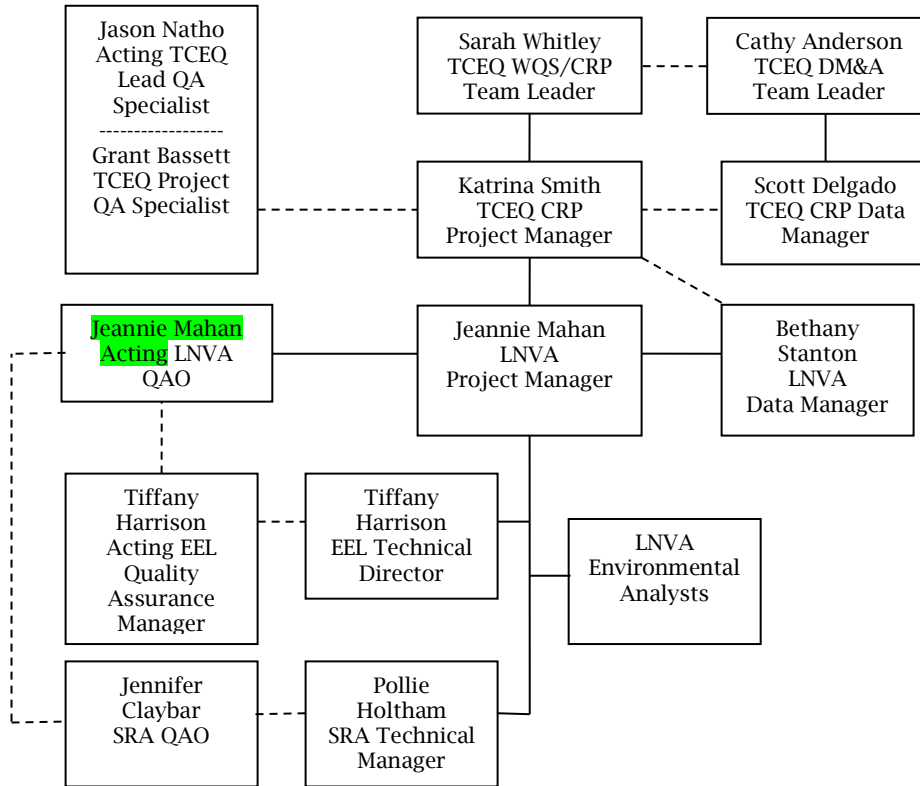 Jason Natho
Acting TCEQ
Lead QA
Specialist
------------------
Grant Bassett
TCEQ Project
QA Specialist
Sarah Whitley
TCEQ WQS/CRP
Team Leader
Cathy Anderson
TCEQ DM&A
Team Leader
Katrina Smith
TCEQ CRP
Project Manager
Scott Delgado
TCEQ CRP Data
Manager
Jeannie Mahan
Acting LNVA
QAO
Jeannie Mahan
LNVA
Project Manager
Bethany
Stanton
LNVA
Data Manager
Tiffany
Harrison
Acting EEL
Quality
Assurance
Manager
Tiffany
Harrison
EEL Technical
Director
LNVA
Environmental
Analysts
Jennifer
Claybar
SRA QAO
Pollie
Holtham
SRA Technical
Manager